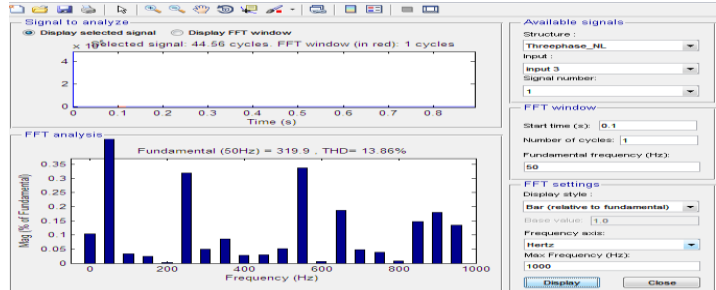 Signal to analyze
Display selected signal Display FFT window
Selected signal: 44.56 cycles. FFT window (in red): 1 cycles
4
2
0
0 0.1 0.2 0.3 0.4 0.5 0.6 0.7 0.8
Time (s)
FFT analysis
Fundamental (50Hz) = 319.9 , THD= 13.86%
Mag (% of Fundamental)
0.35
0.3
0.25
0.2
0.15
0.1
0.05
0
0 200 400 600 800 1000
Frequency (Hz)
Available signals
Structure :
Threephase_NL
Input :
input 3
Signal number:
1
FFT window
Start time (s): 0.1
Number of cycles: 1
Fundamental frequency (Hz):
50
FFT settings
Display style :
Bar (relative to fundamental)
Base value: 1.0
Frequency axis:
Hertz
Max Frequency (Hz):
1000
Display Close